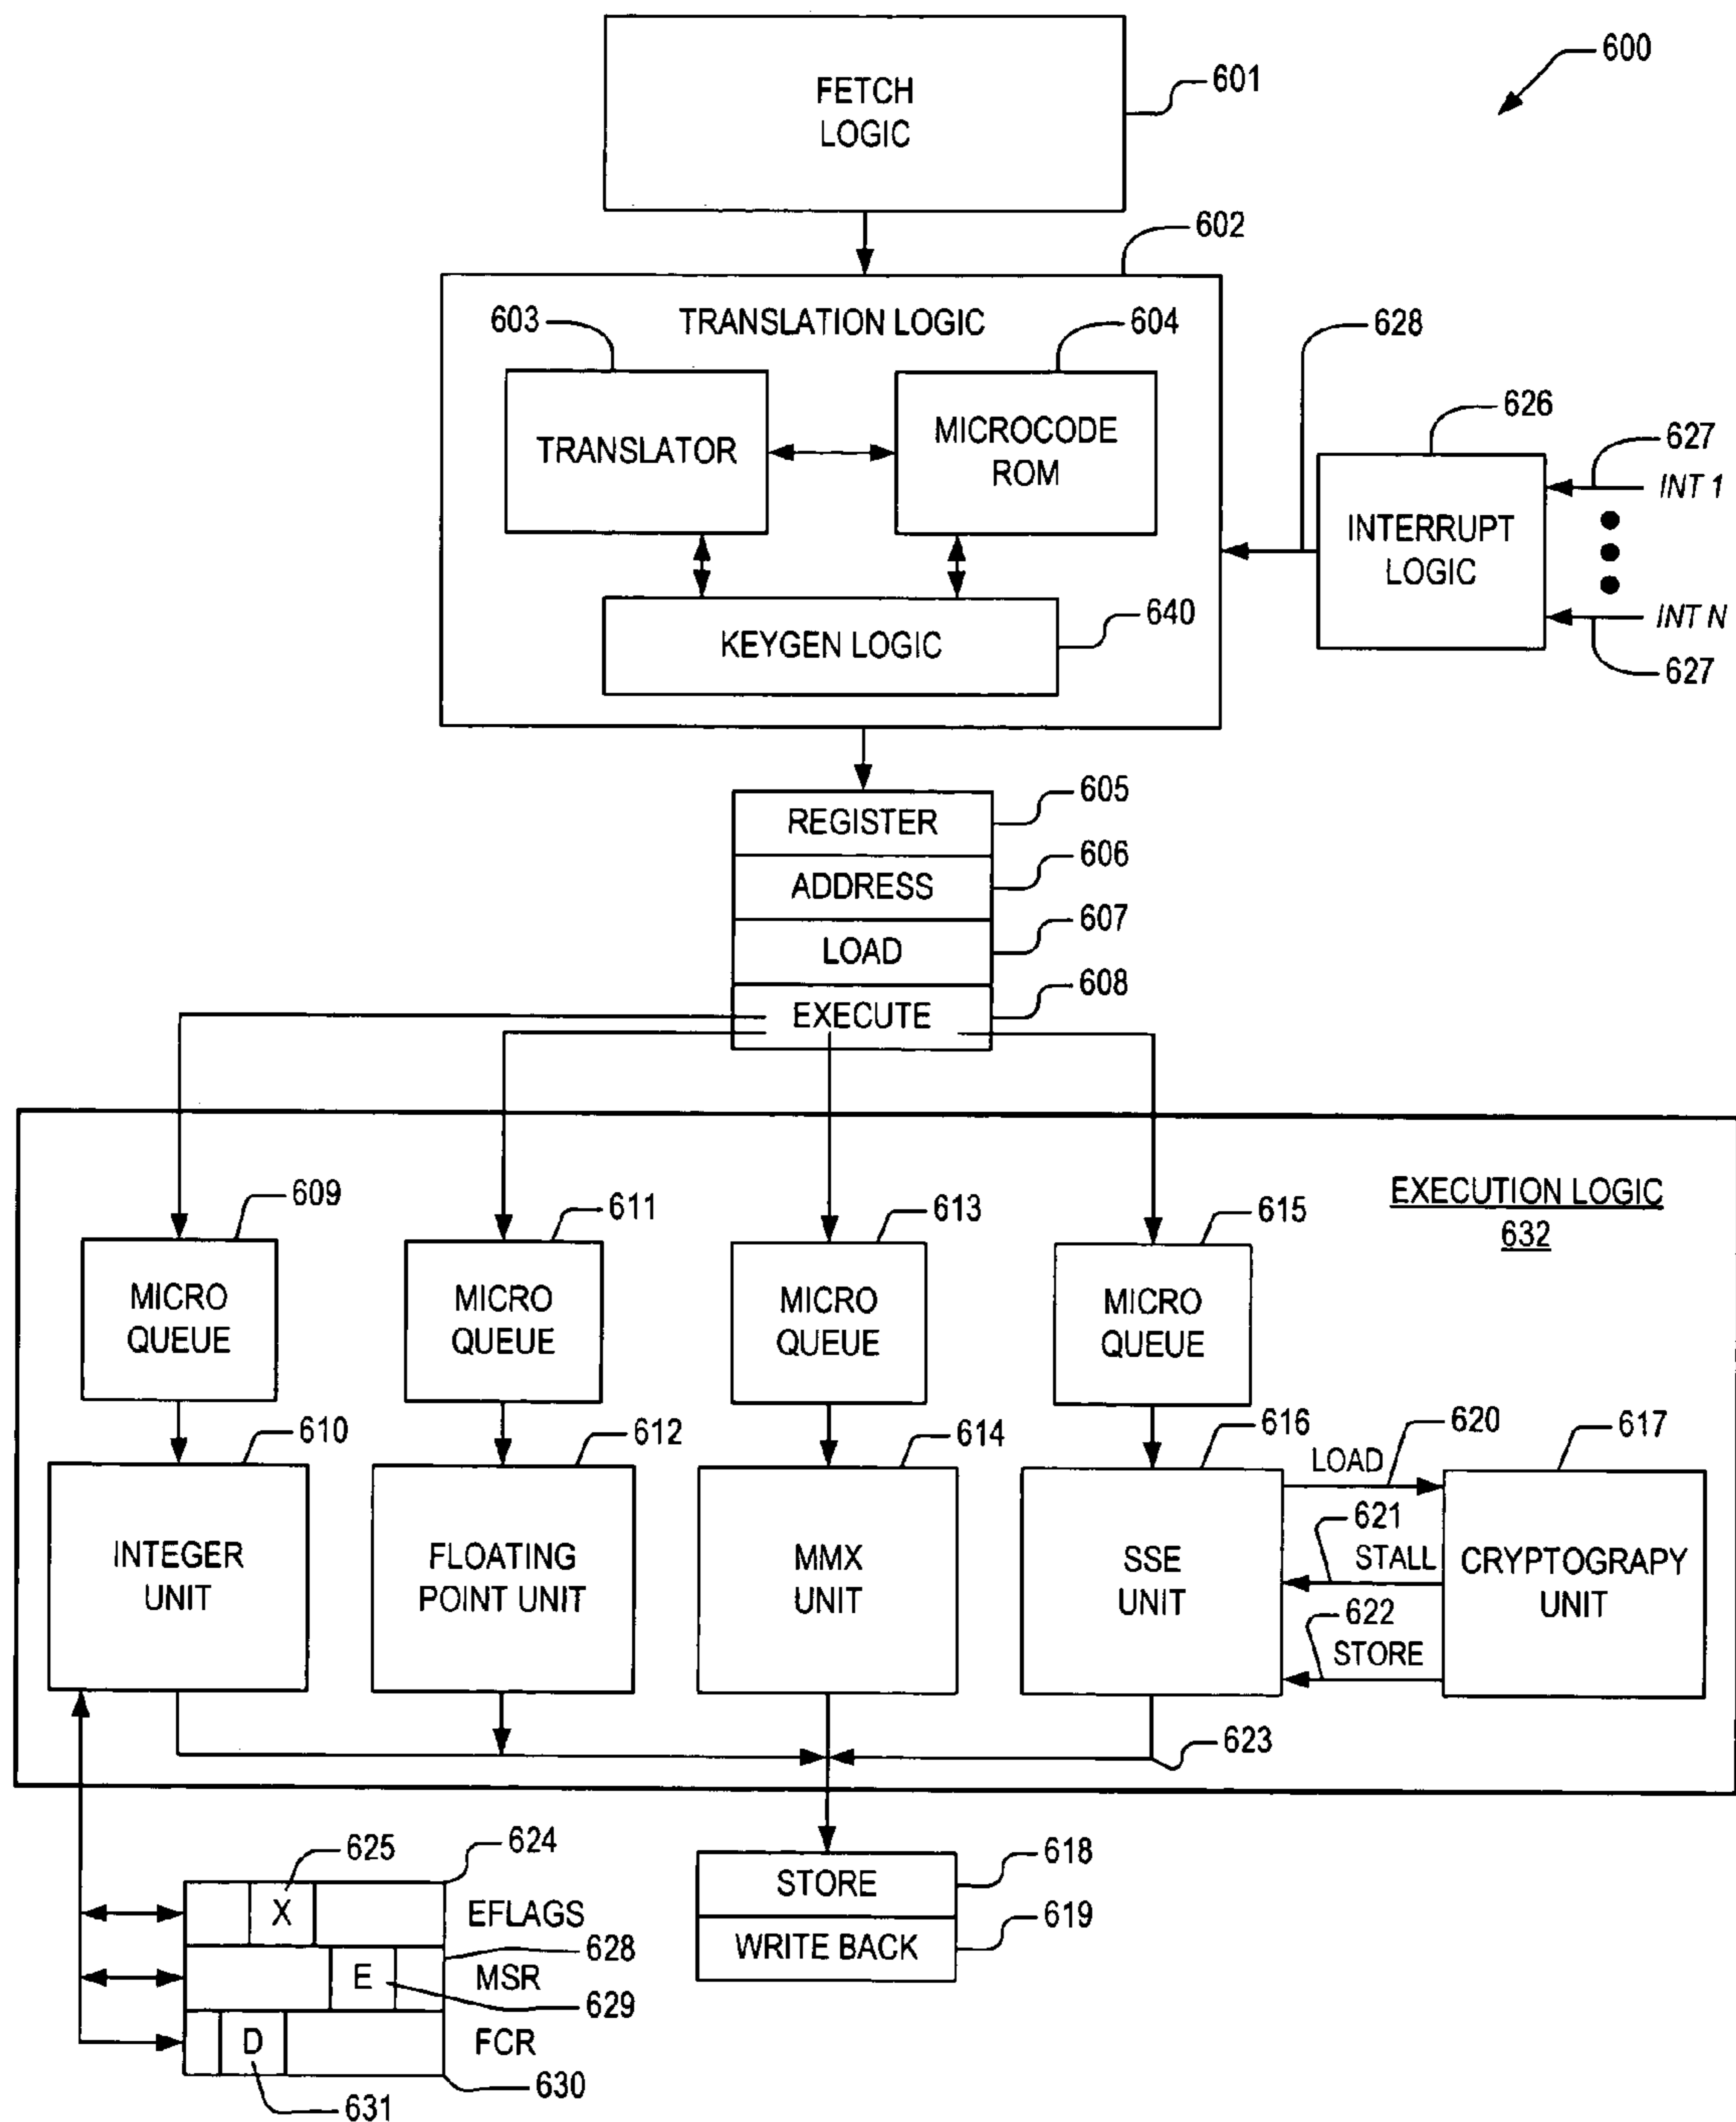 600
FETCH
LOGIC
601
602
TRANSLATION LOGIC
603
604
628
TRANSLATOR
MICROCODE
ROM
626
627
INT 1
INTERRUPT
LOGIC
INT N
627
KEYGEN LOGIC
640
REGISTER
605
ADDRESS
606
LOAD
607
EXECUTE
608
EXECUTION LOGIC
632
609
611
613
615
MICRO
QUEUE
MICRO
QUEUE
MICRO
QUEUE
MICRO
QUEUE
610
612
614
616
620
617
LOAD
INTEGER
UNIT
FLOATING
POINT UNIT
MMX
UNIT
SSE
UNIT
621
STALL
622
STORE
CRYPTOGRAPY
UNIT
623
625
624
X
EFLAGS
628
E
MSR
629
D
FCR
630
631
618
STORE
619
WRITE BACK